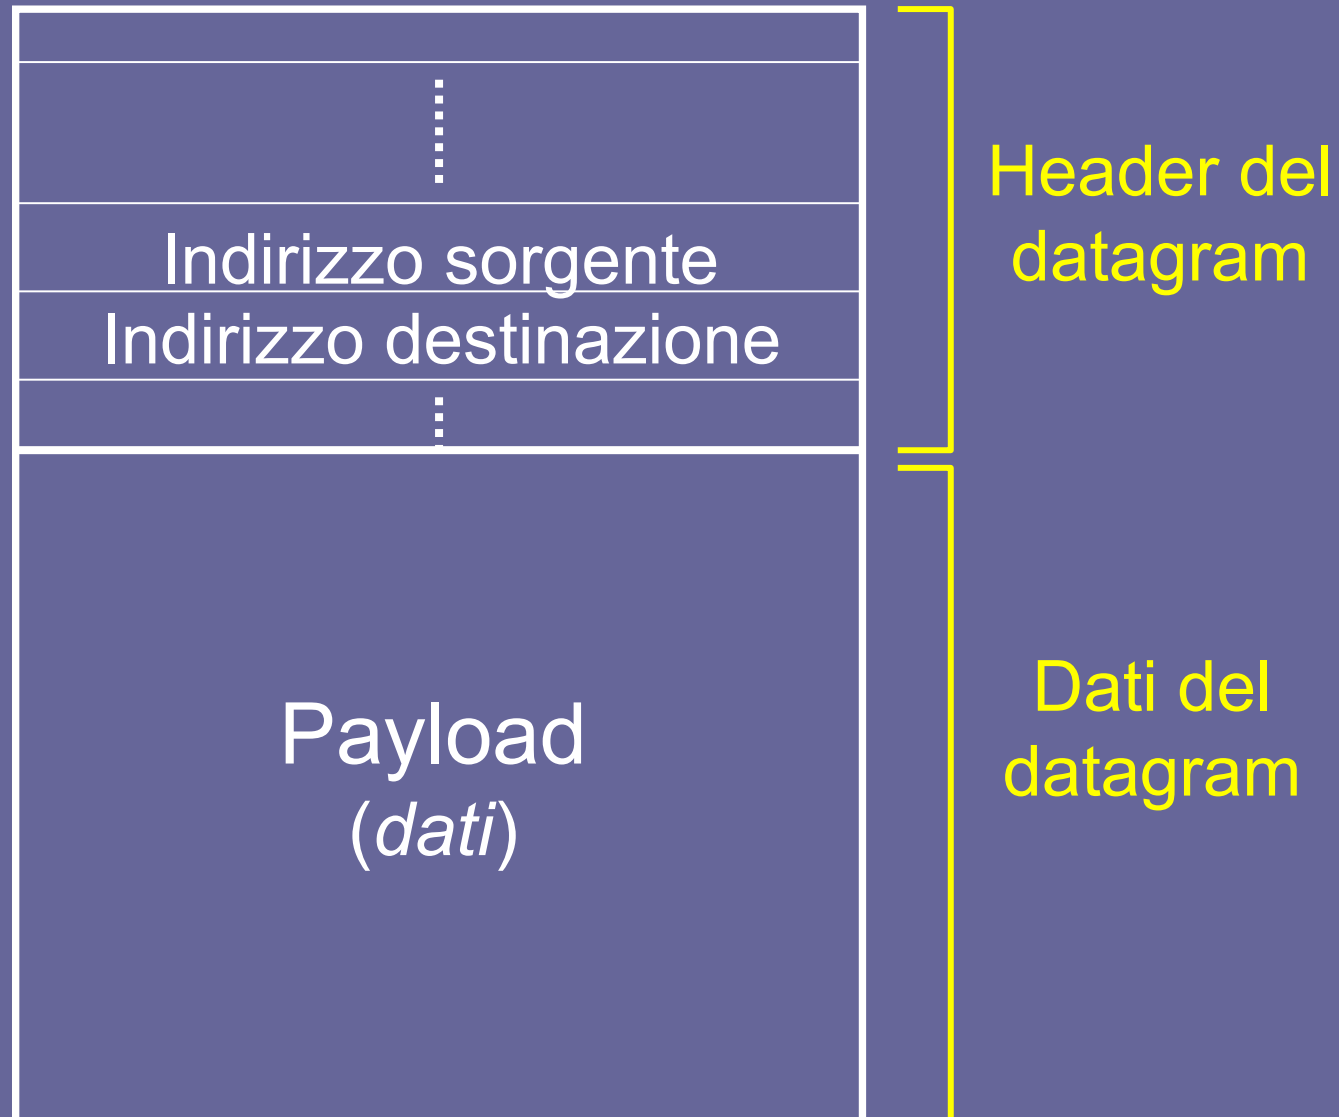 Indirizzo sorgente
Indirizzo destinazione
Payload
(dati)
Header del
datagram
Dati del
datagram